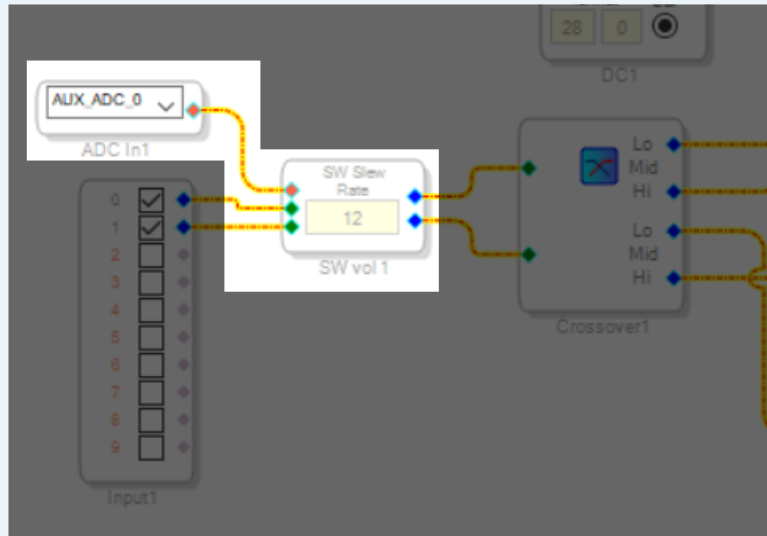 28 0
DC1
AUX_ADC_0
ADC In1
SW Slew
Rate
12
SW vol 1
0
1
2
3
4
5
6
7
8
9
Input1
Lo
Mid
Hi
Lo
Mid
Hi
Crossover1